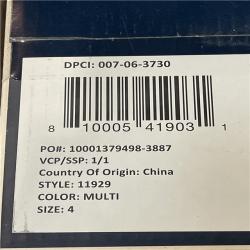 DPCI: 007-06-3730
8 10005 41903 1
PO#: 10001379498-3887
VCP/SSP: 1/1
Country Of Origin: China
STYLE: 11929
COLOR: MULTI
SIZE: 4